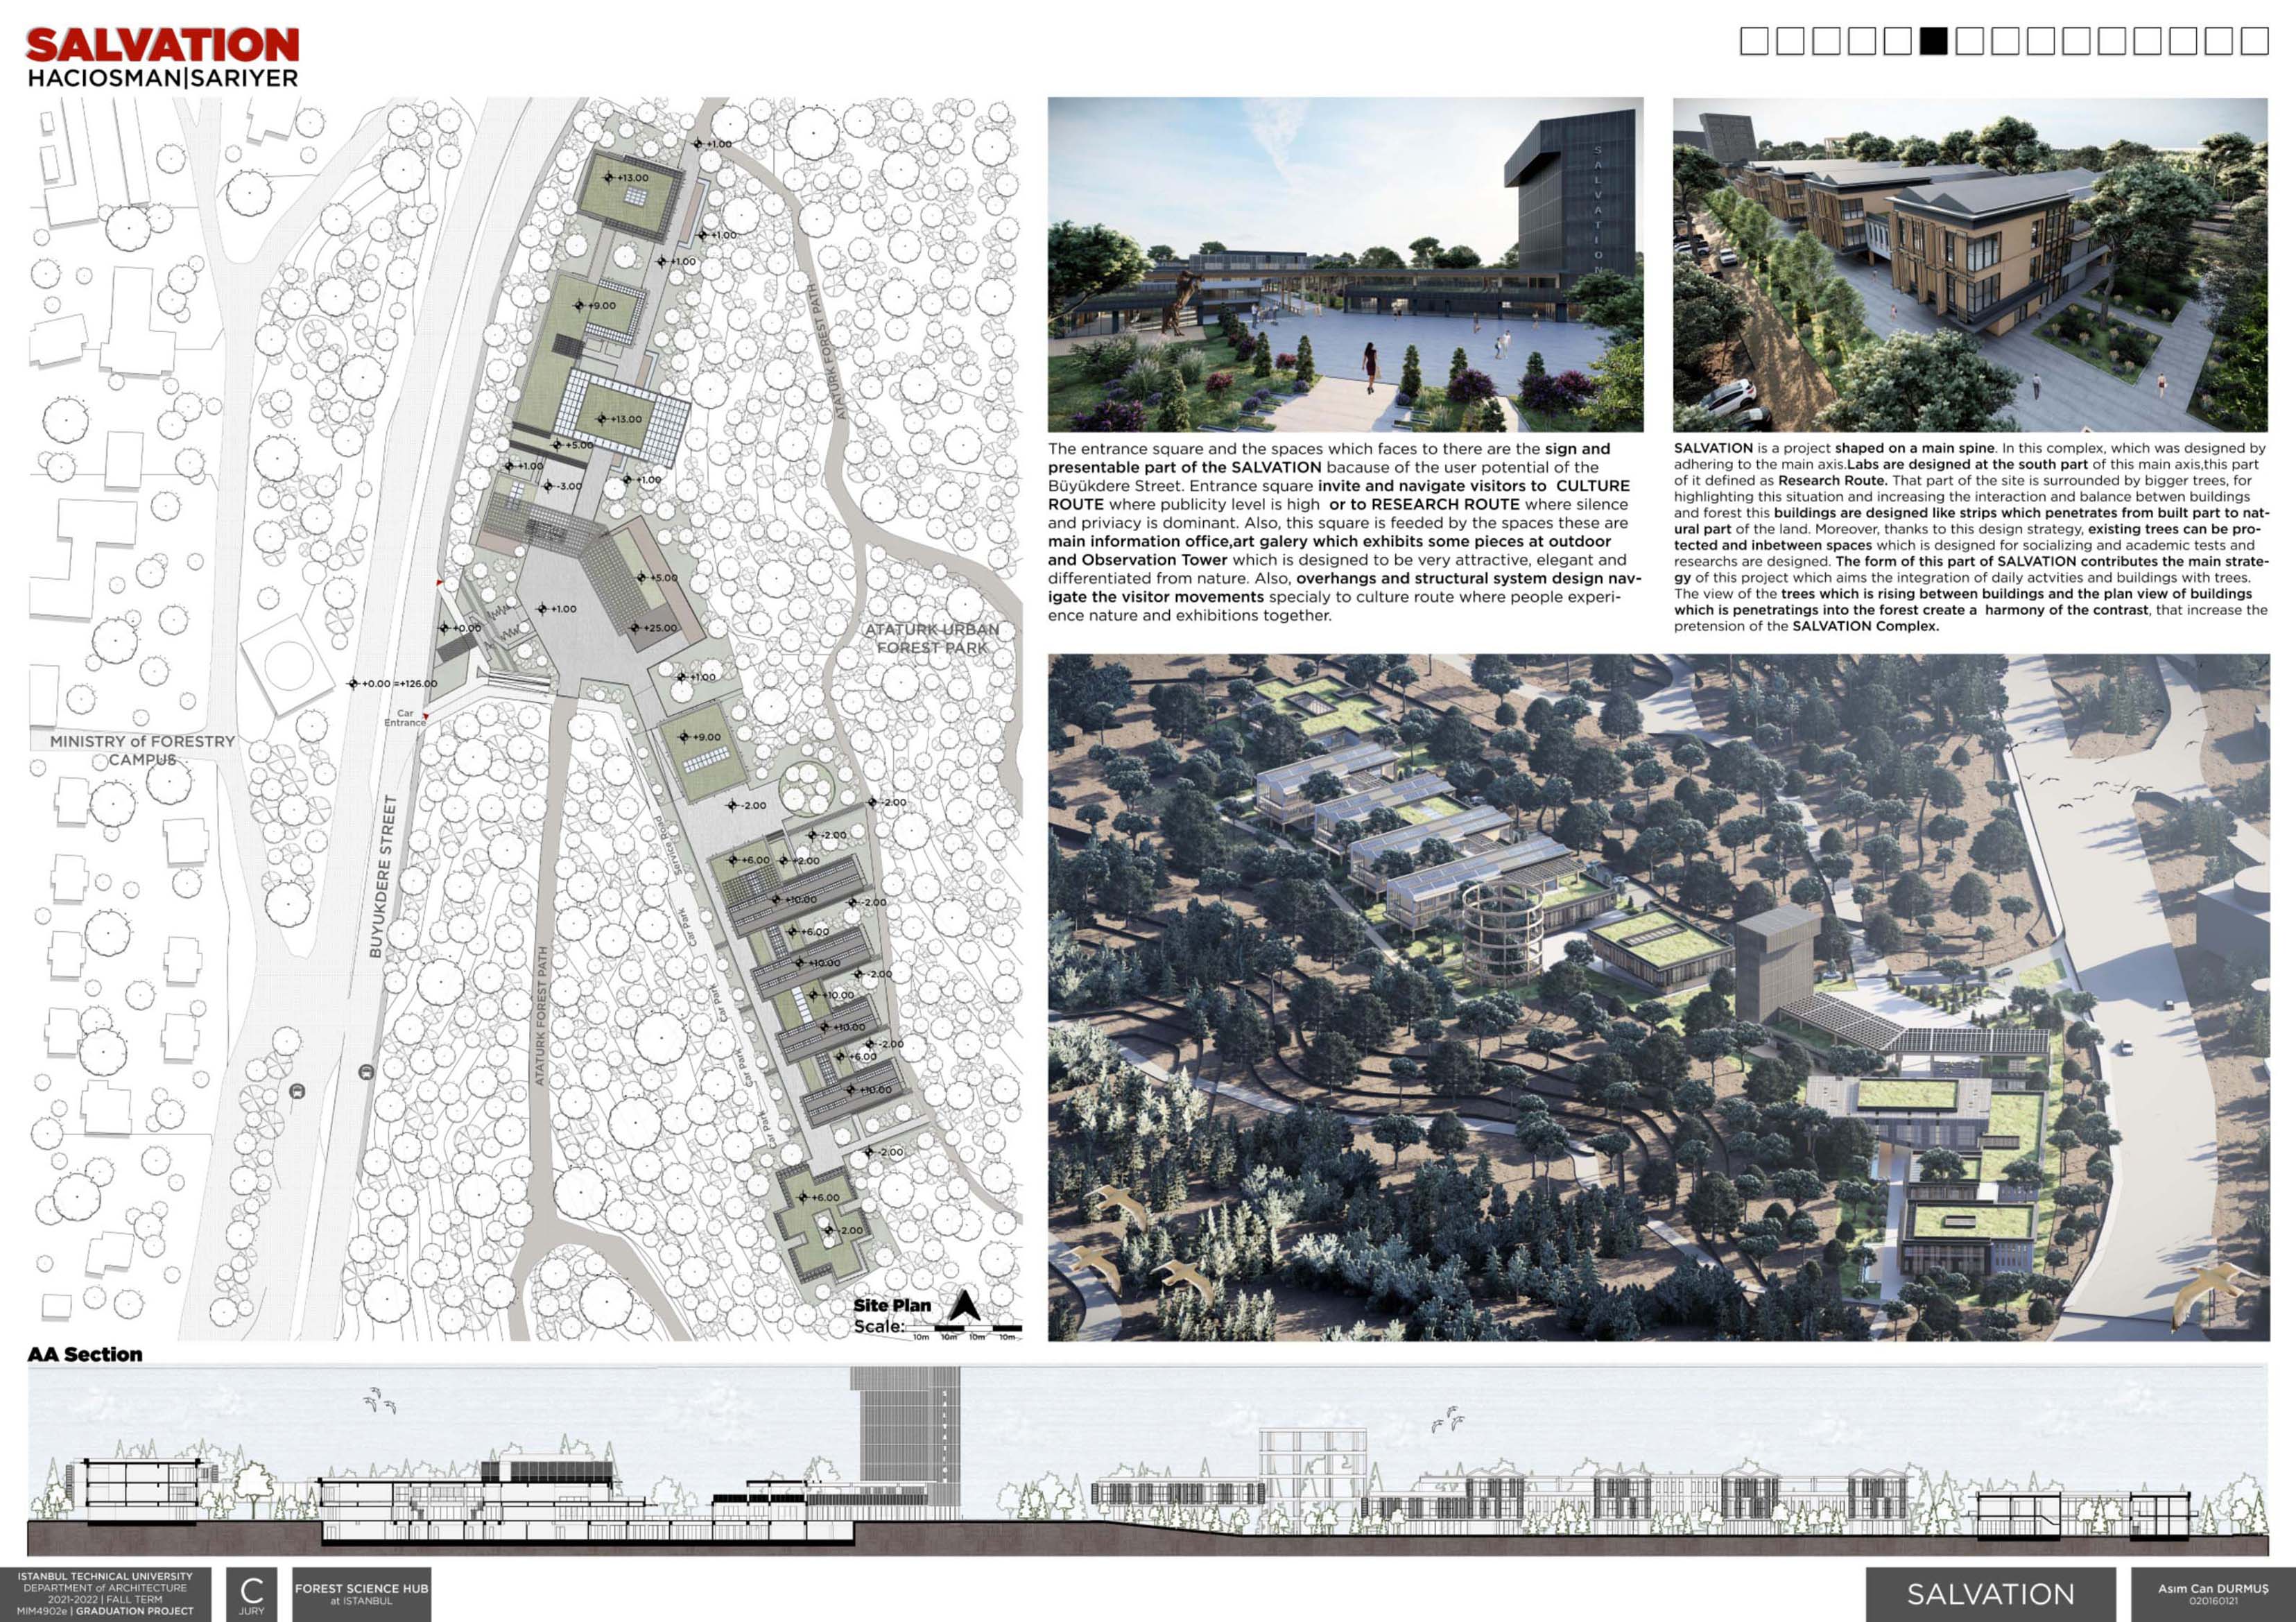 SALVATION
HACIOSMAN|SARIYER
+1.00
+13.00
+1.00
+1.00
+9.00
ATATURK FOREST PATH
+13.00
+5.00
+1.00
+1.00
-3.00
+5.00
+1.00
+0.00
+25.00
ATATURK URBAN
FOREST PARK
+1.00
+0.00 =+126.00
Car
Entrance
MINISTRY of FORESTRY
CAMPUS
+9.00
-2.00
-2.00
BUYUKDERE STREET
Service Road
-2.00
+6.00
+2.00
+10.00
-2.00
Car Park
+6.00
+10.00
-2.00
+10.00
Car Park
+10.00
-2.00
+6.00
ATATURK FOREST PATH
Car Park
+10.00
Car Park
-2.00
+6.00
-2.00
Site Plan
Scale:
10m 10m 10m 10m
SALVATION
The entrance square and the spaces which faces to there are the sign and
presentable part of the SALVATION bacause of the user potential of the
Büyükdere Street. Entrance square invite and navigate visitors to CULTURE
ROUTE where publicity level is high or to RESEARCH ROUTE where silence
and priviacy is dominant. Also, this square is feeded by the spaces these are
main information office,art galery which exhibits some pieces at outdoor
and Observation Tower which is designed to be very attractive, elegant and
differentiated from nature. Also, overhangs and structural system design nav-
igate the visitor movements specialy to culture route where people experi-
ence nature and exhibitions together.
SALVATION is a project shaped on a main spine. In this complex, which was designed by
adhering to the main axis.Labs are designed at the south part of this main axis,this part
of it defined as Research Route. That part of the site is surrounded by bigger trees, for
highlighting this situation and increasing the interaction and balance betwen buildings
and forest this buildings are designed like strips which penetrates from built part to nat-
ural part of the land. Moreover, thanks to this design strategy, existing trees can be pro-
tected and inbetween spaces which is designed for socializing and academic tests and
researchs are designed. The form of this part of SALVATION contributes the main strate-
gy of this project which aims the integration of daily actvities and buildings with trees.
The view of the trees which is rising between buildings and the plan view of buildings
which is penetratings into the forest create a harmony of the contrast, that increase the
pretension of the SALVATION Complex.
AA Section
SALVATION
ISTANBUL TECHNICAL UNIVERSITY
DEPARTMENT of ARCHITECTURE
2021-2022 | FALL TERM
MIM4902e | GRADUATION PROJECT
C
JURY
FOREST SCIENCE HUB
at ISTANBUL
SALVATION
Asım Can DURMUŞ
020160121